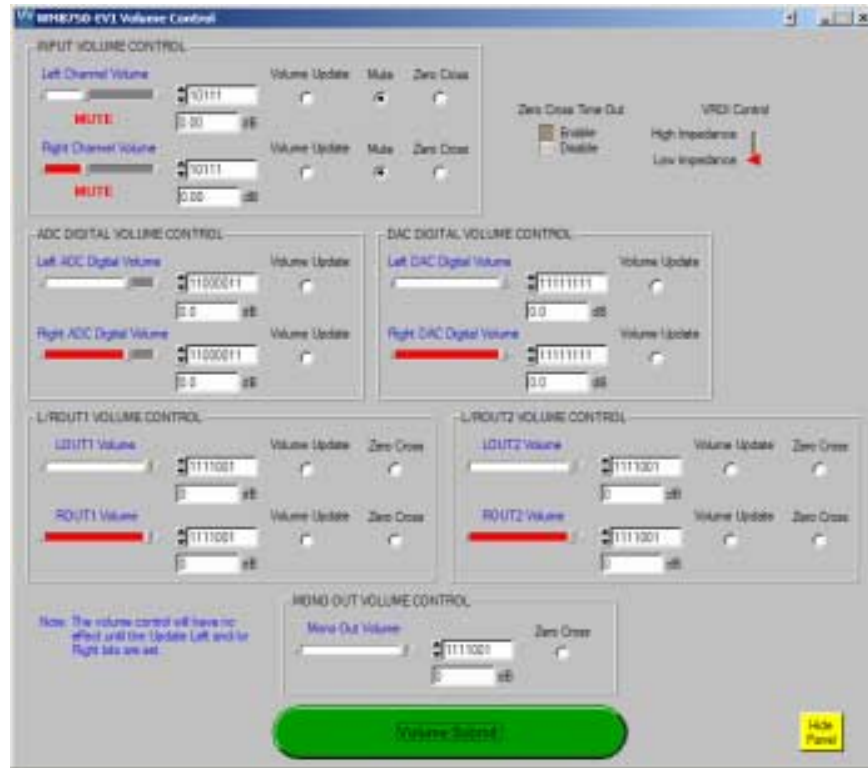 WM8750-EV1 Volume Control
INPUT VOLUME CONTROL
Left Channel Volume
Volume Update Mute Zero Cross
10111
MUTE
0.00 dB
Right Channel Volume
Volume Update Mute Zero Cross
10111
MUTE
0.00 dB
Zero Cross Time Out
Enable
Disable
VROI Control
High Impedance
Low Impedance
ADC DIGITAL VOLUME CONTROL
Left ADC Digital Volume
Volume Update
11000011
0.0 dB
Right ADC Digital Volume
Volume Update
11000011
0.0 dB
DAC DIGITAL VOLUME CONTROL
Left DAC Digital Volume
Volume Update
11111111
0.0 dB
Right DAC Digital Volume
Volume Update
11111111
0.0 dB
L/ROUT1 VOLUME CONTROL
LOUT1 Volume
Volume Update Zero Cross
1111001
0 dB
ROUT1 Volume
Volume Update Zero Cross
1111001
0 dB
L/ROUT2 VOLUME CONTROL
LOUT2 Volume
Volume Update Zero Cross
1111001
0 dB
ROUT2 Volume
Volume Update Zero Cross
1111001
0 dB
Note: The volume control will have no
effect until the Update Left and/or
Right bits are set.
MONO OUT VOLUME CONTROL
Mono Out Volume
Zero Cross
1111001
0 dB
Volume Submit
Hide
Panel